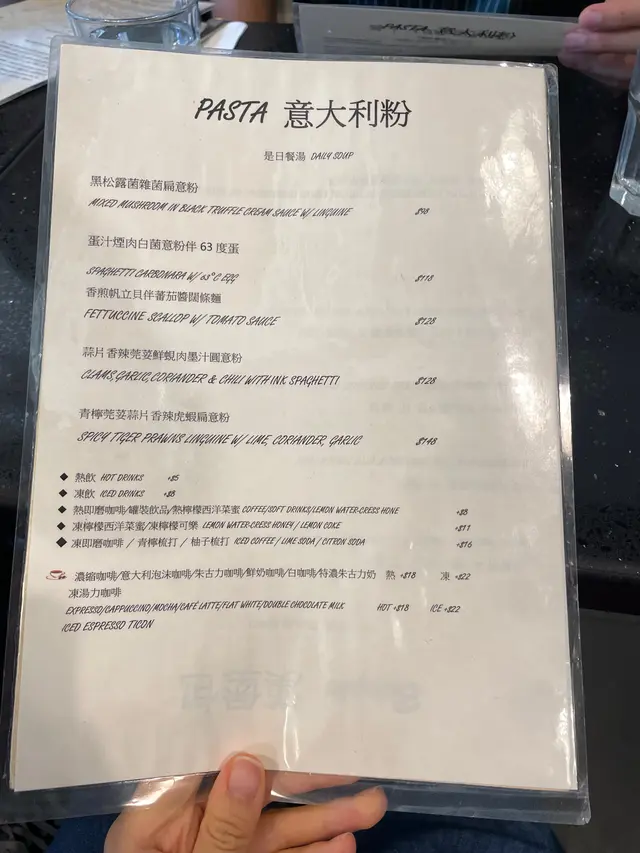 PASTA 意大利粉
是日餐湯 DAILY SOUP
黑松露菌雜菌扁意粉
MIXED MUSHROOM IN BLACK TRUFFLE CREAM SAUCE W/ LINGUINE $98
蛋汁煙肉白菌意粉伴 63 度蛋
SPAGHETTI CARBONARA W/ 63°C EGG $118
香煎帆立貝伴蕃茄醬闊條麵
FETTUCCINE SCALLOP W/ TOMATO SAUCE $128
蒜片香辣莞荽鮮蜆肉墨汁圓意粉
CLAMS,GARLIC,CORIANDER & CHILI WITH INK SPAGHETTI $128
青檸莞荽蒜片香辣虎蝦扁意粉
SPICY TIGER PRAWNS LINGUINE W/ LIME, CORIANDER, GARLIC $148
◆ 熱飲 HOT DRINKS +$5
◆ 凍飲 ICED DRINKS +$8
◆ 熱即磨咖啡/罐裝飲品/熱檸檬西洋菜蜜 COFFEE/SOFT DRINKS/LEMON WATER-CRESS HONE +$8
◆ 凍檸檬西洋菜蜜/凍檸檬可樂 LEMON WATER-CRESS HONEY / LEMON COKE +$11
◆ 凍即磨咖啡 / 青檸梳打 / 柚子梳打 ICED COFFEE / LIME SODA / CITRON SODA +$16
濃縮咖啡/意大利泡沫咖啡/朱古力咖啡/鮮奶咖啡/白咖啡/特濃朱古力奶 熱 +$18 凍 +$22
凍湯力咖啡
EXPRESSO/CAPPUCCINO/MOCHA/CAFÉ LATTE/FLAT WHITE/DOUBLE CHOCOLATE MILK HOT +$18 ICE +$22
ICED ESPRESSO TICON